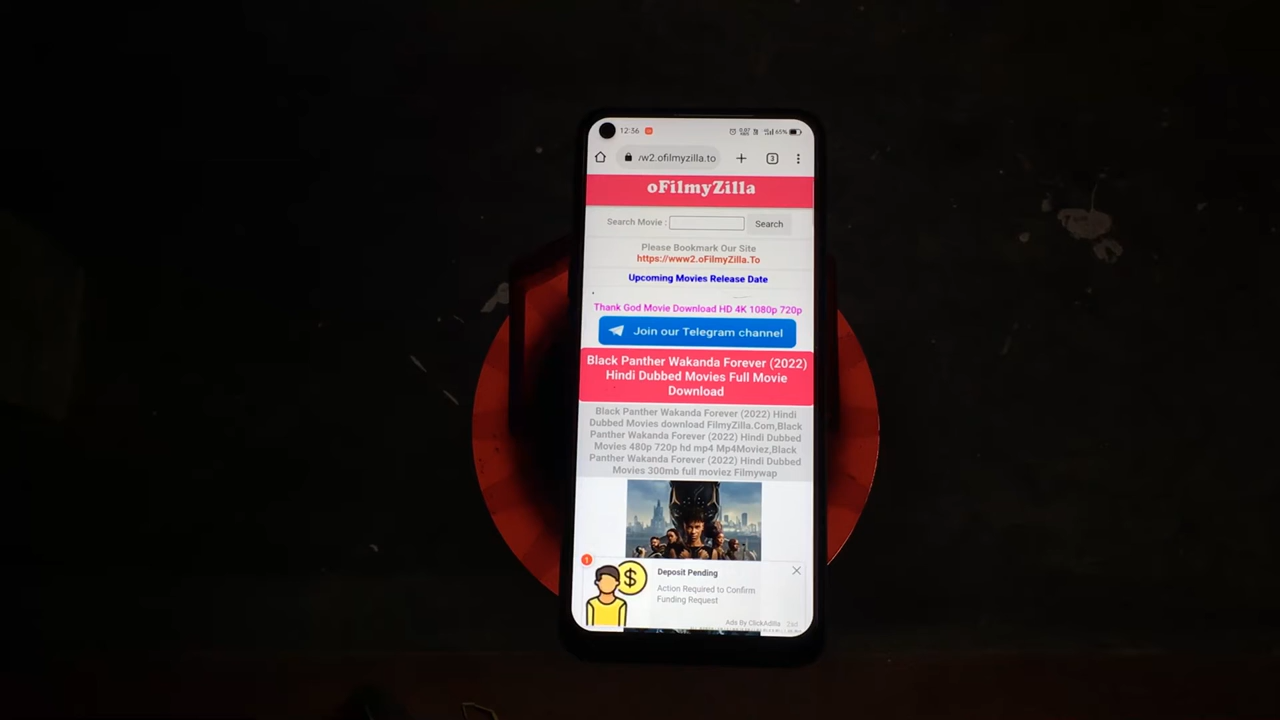 12:36
65%
/w2.ofilmyzilla.to
3
oFilmyZilla
Search Movie :
Search
Please Bookmark Our Site
https://www2.oFilmyZilla.To
Upcoming Movies Release Date
Thank God Movie Download HD 4K 1080p 720p
Join our Telegram channel
Black Panther Wakanda Forever (2022)
Hindi Dubbed Movies Full Movie
Download
Black Panther Wakanda Forever (2022) Hindi
Dubbed Movies download FilmyZilla.Com,Black
Panther Wakanda Forever (2022) Hindi Dubbed
Movies 480p 720p hd mp4 Mp4Moviez,Black
Panther Wakanda Forever (2022) Hindi Dubbed
Movies 300mb full moviez Filmywap
1
$
Deposit Pending
Action Required to Confirm
Funding Request
Ads By ClickAdilla